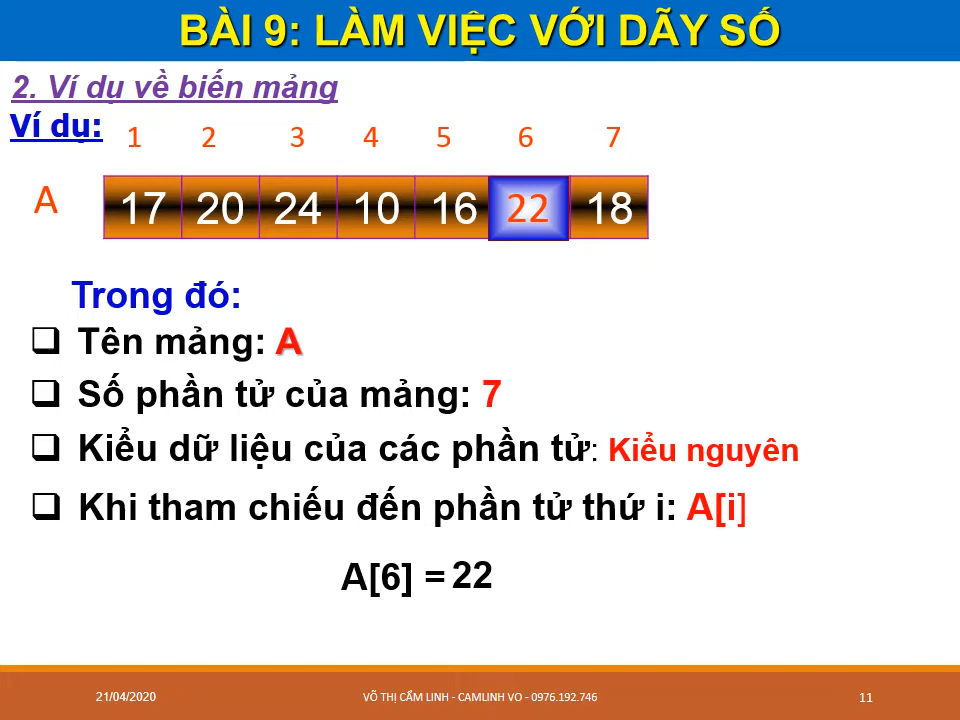 BÀI 9: LÀM VIỆC VỚI DÃY SỐ
2. Ví dụ về biến mảng
Ví dụ:
1 2 3 4 5 6 7
A 17 20 24 10 16 22 18
Trong đó:
❑ Tên mảng: A
❑ Số phần tử của mảng: 7
❑ Kiểu dữ liệu của các phần tử: Kiểu nguyên
❑ Khi tham chiếu đến phần tử thứ i: A[i]
A[6] = 22
21/04/2020 VÕ THỊ CẨM LINH - CAMLINH VO - 0976.192.746 11